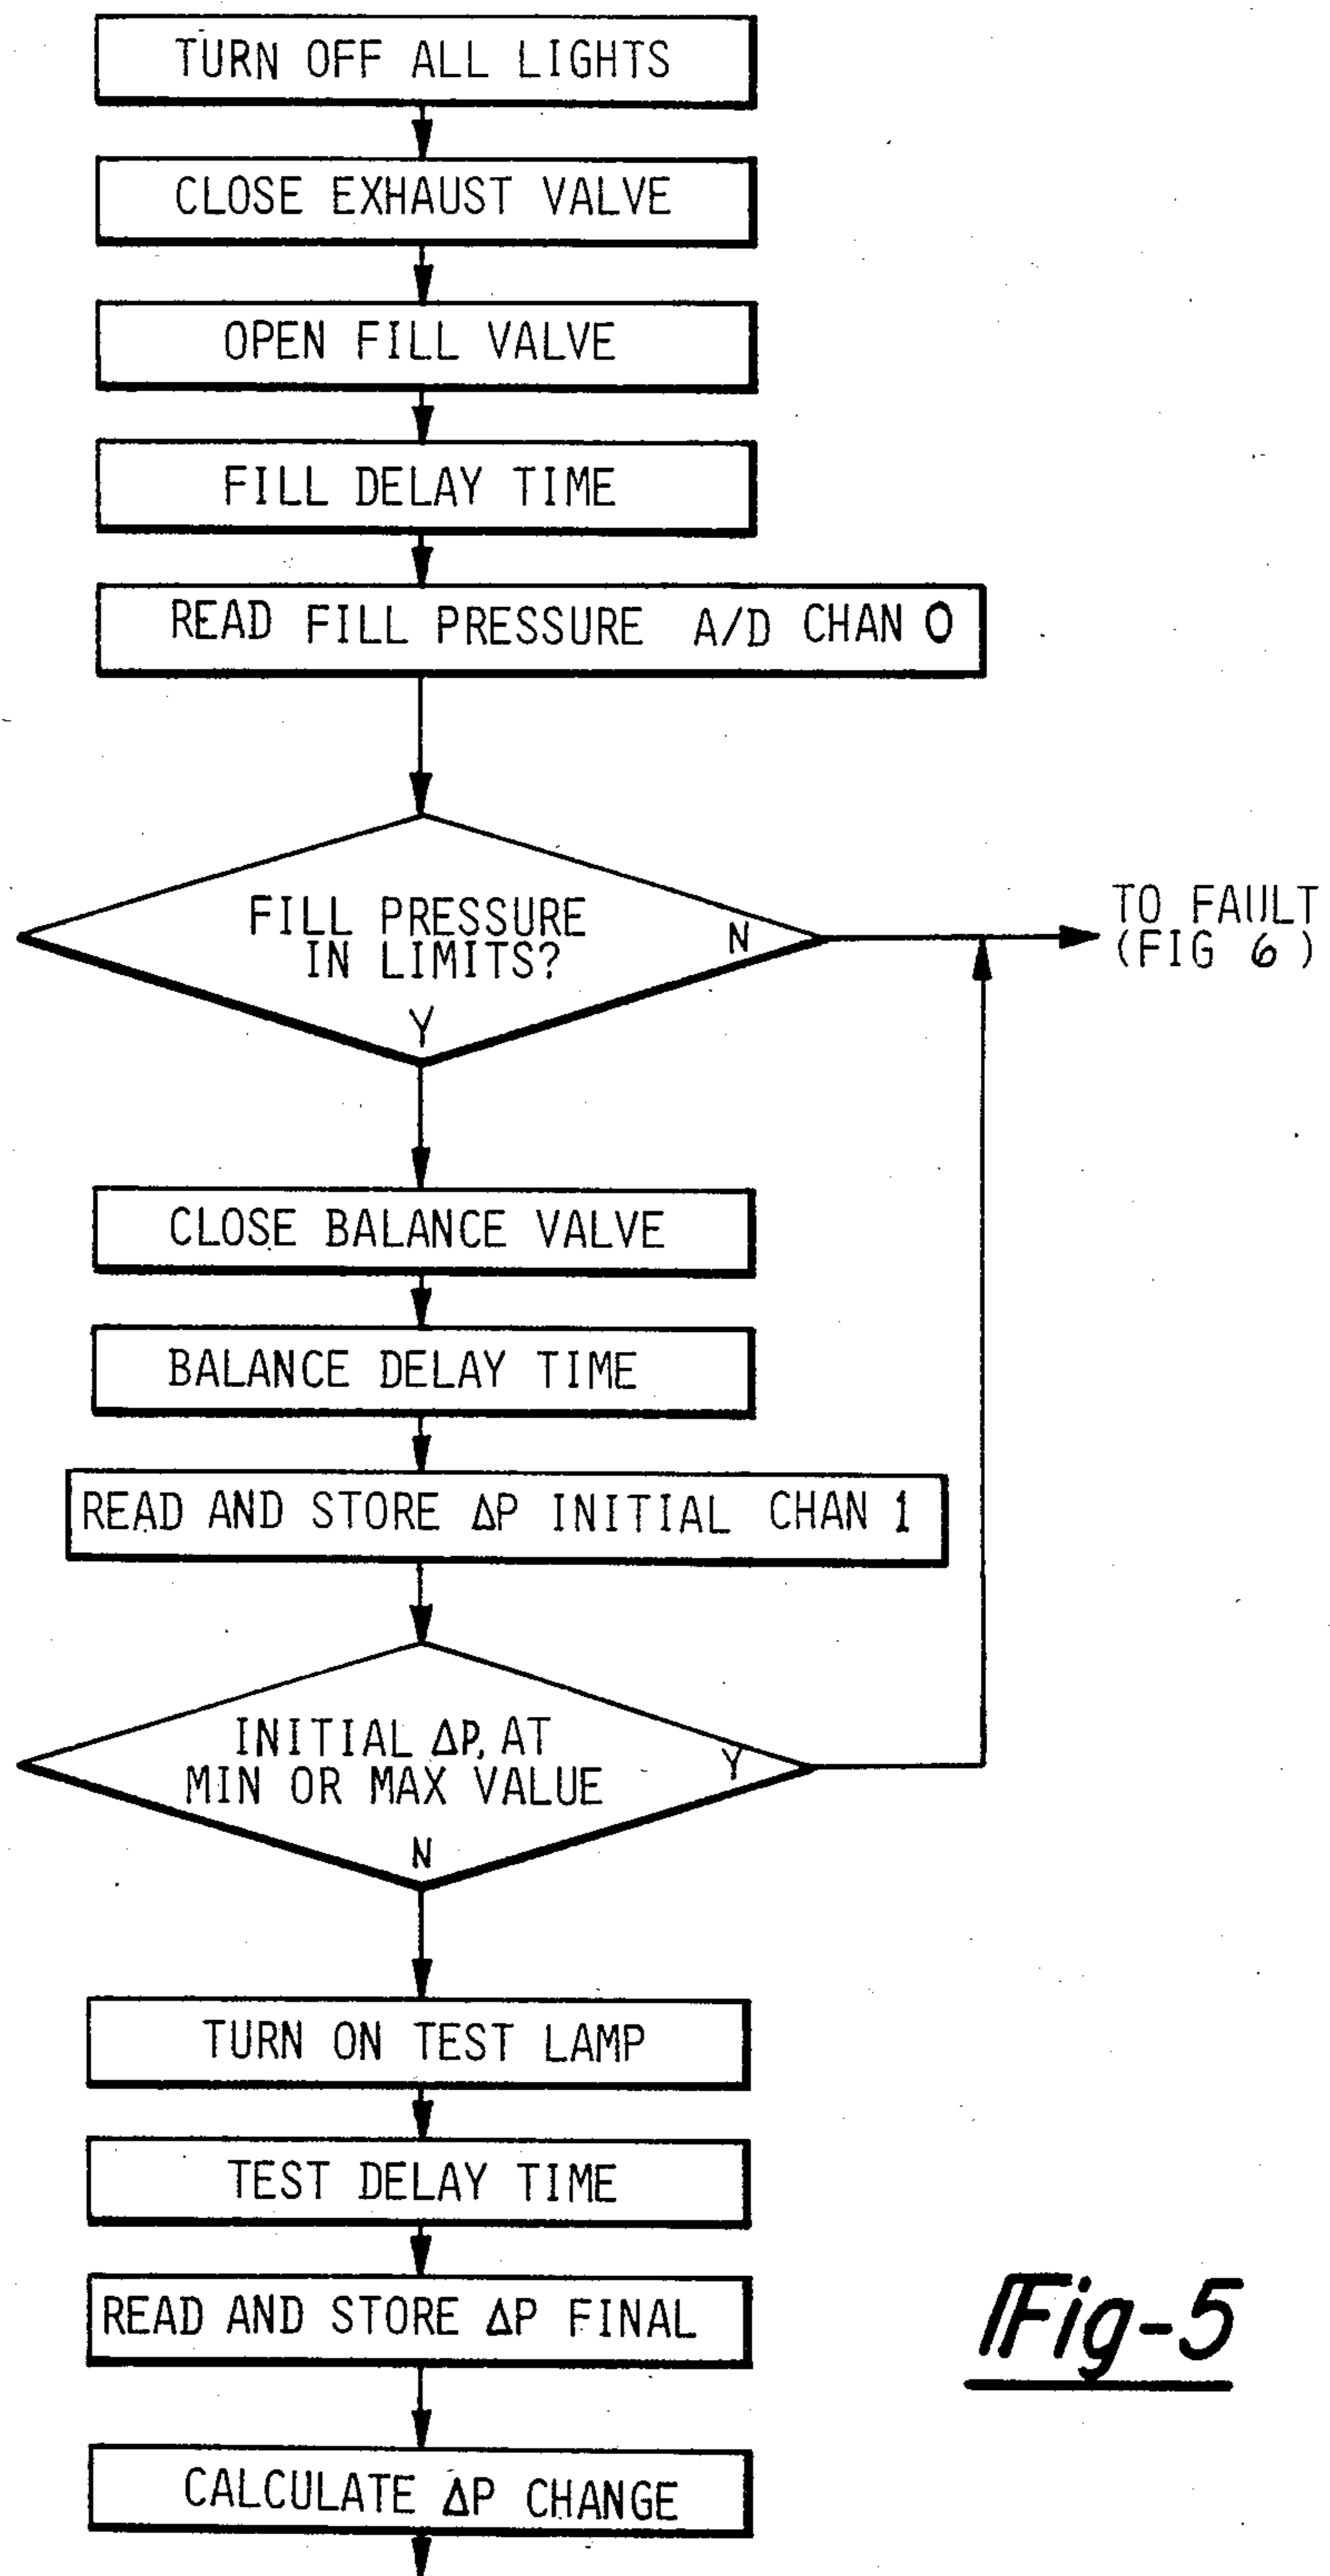 TURN OFF ALL LIGHTS
CLOSE EXHAUST VALVE
OPEN FILL VALVE
FILL DELAY TIME
READ FILL PRESSURE A/D CHAN 0
FILL PRESSURE
IN LIMITS?
N
Y
TO FAULT
(FIG 6)
CLOSE BALANCE VALVE
BALANCE DELAY TIME
READ AND STORE ΔP INITIAL CHAN 1
INITIAL ΔP, AT
MIN OR MAX VALUE
Y
N
TURN ON TEST LAMP
TEST DELAY TIME
READ AND STORE ΔP FINAL
CALCULATE ΔP CHANGE
Fig-5